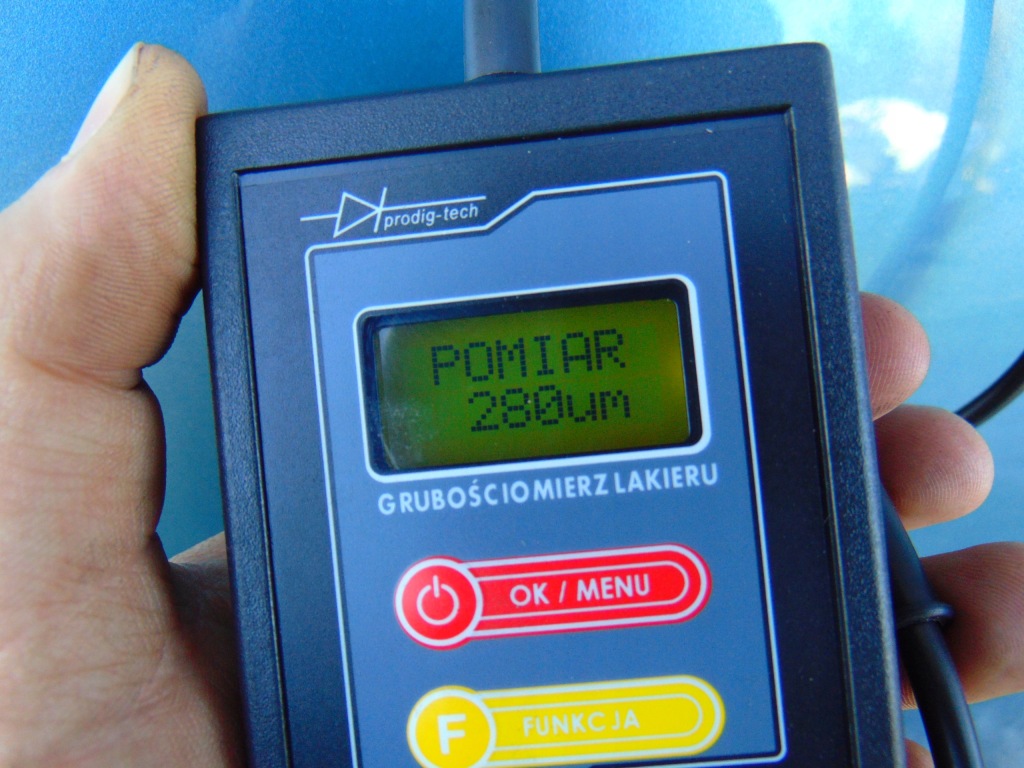 prodig-tech
POMIAR
280um
GRUBOŚCIOMIERZ LAKIERU
OK / MENU
F FUNKCJA